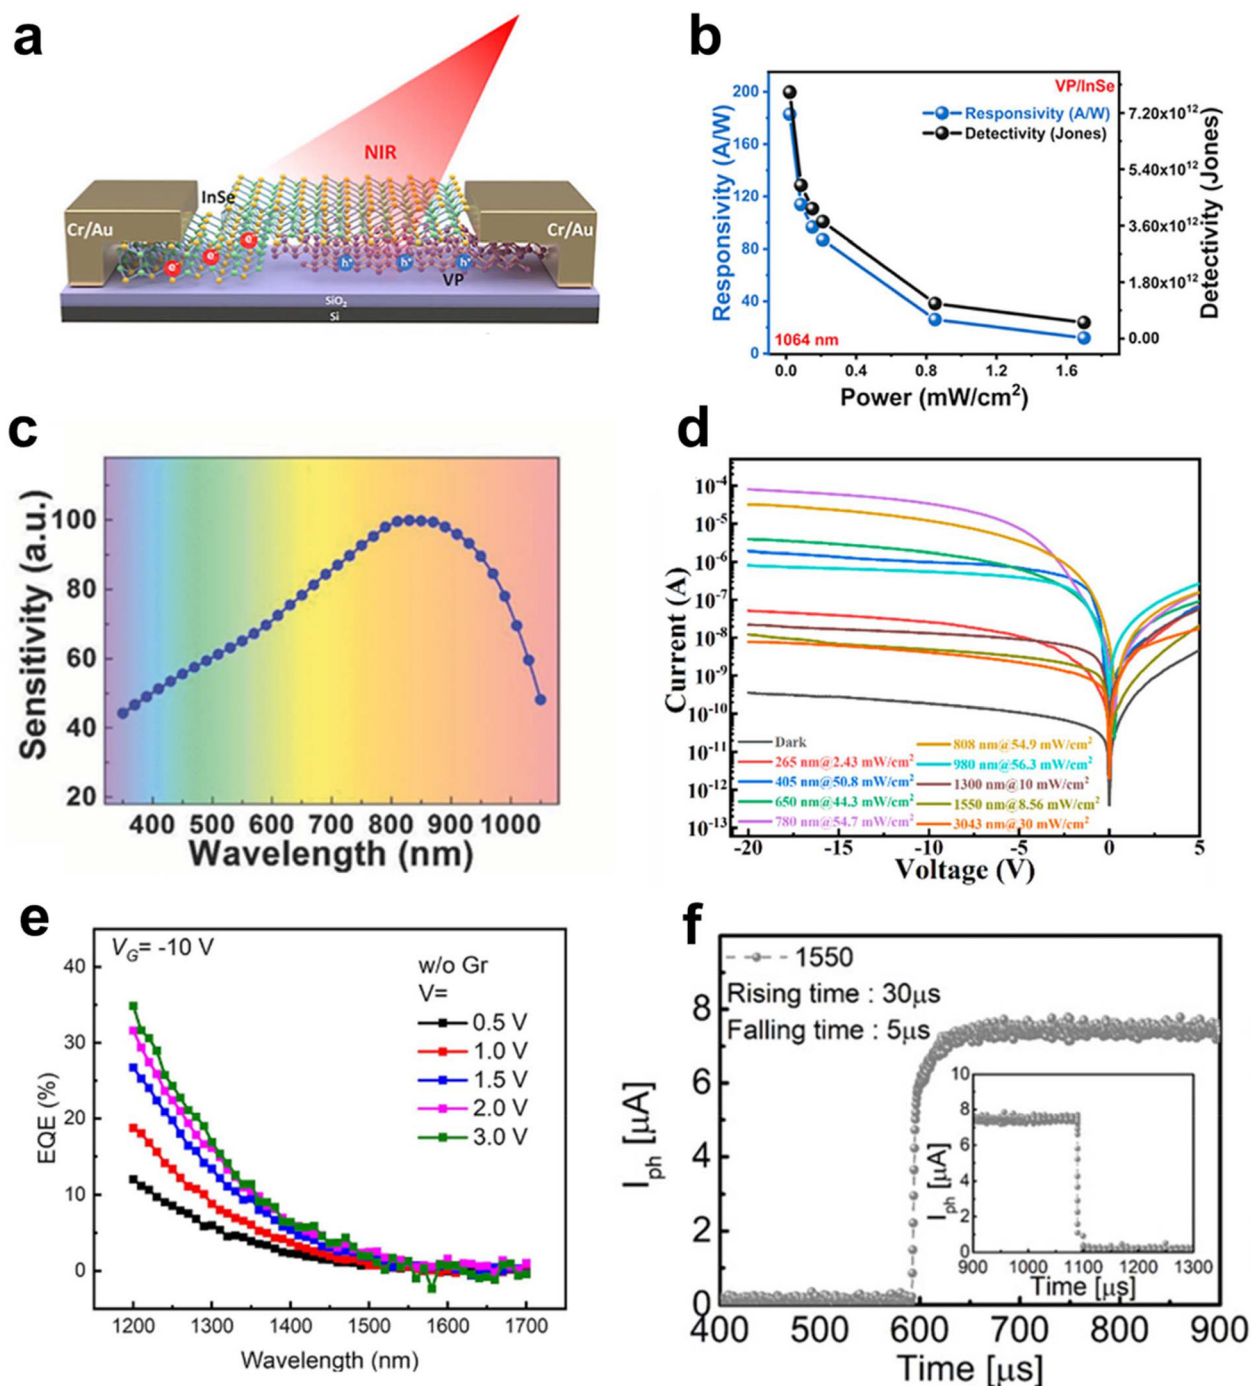 a
NIR
InSe
Cr/Au
Cr/Au
e⁻
e⁻
e⁻
h⁺
h⁺
h⁺
VP
SiO₂
Si
b
VP/InSe
Responsivity (A/W)
Detectivity (Jones)
200
160
120
80
40
0
Responsivity (A/W)
7.20x10¹²
5.40x10¹²
3.60x10¹²
1.80x10¹²
0.00
Detectivity (Jones)
1064 nm
0.0 0.4 0.8 1.2 1.6
Power (mW/cm²)
c
Sensitivity (a.u.)
100
80
60
40
20
400 500 600 700 800 900 1000
Wavelength (nm)
d
Current (A)
10⁻⁴
10⁻⁵
10⁻⁶
10⁻⁷
10⁻⁸
10⁻⁹
10⁻¹⁰
10⁻¹¹
10⁻¹²
10⁻¹³
Dark
265 nm@2.43 mW/cm²
405 nm@50.8 mW/cm²
650 nm@44.3 mW/cm²
780 nm@54.7 mW/cm²
808 nm@54.9 mW/cm²
980 nm@56.3 mW/cm²
1300 nm@10 mW/cm²
1550 nm@8.56 mW/cm²
3043 nm@30 mW/cm²
-20 -15 -10 -5 0 5
Voltage (V)
e
V_G= -10 V
w/o Gr
V=
0.5 V
1.0 V
1.5 V
2.0 V
3.0 V
EQE (%)
40
30
20
10
0
1200 1300 1400 1500 1600 1700
Wavelength (nm)
f
1550
Rising time : 30μs
Falling time : 5μs
I_ph [μA]
8
6
4
2
0
400 500 600 700 800 900
Time [μs]
I_ph [μA]
10
8
6
4
2
0
900 1000 1100 1200 1300
Time [μs]